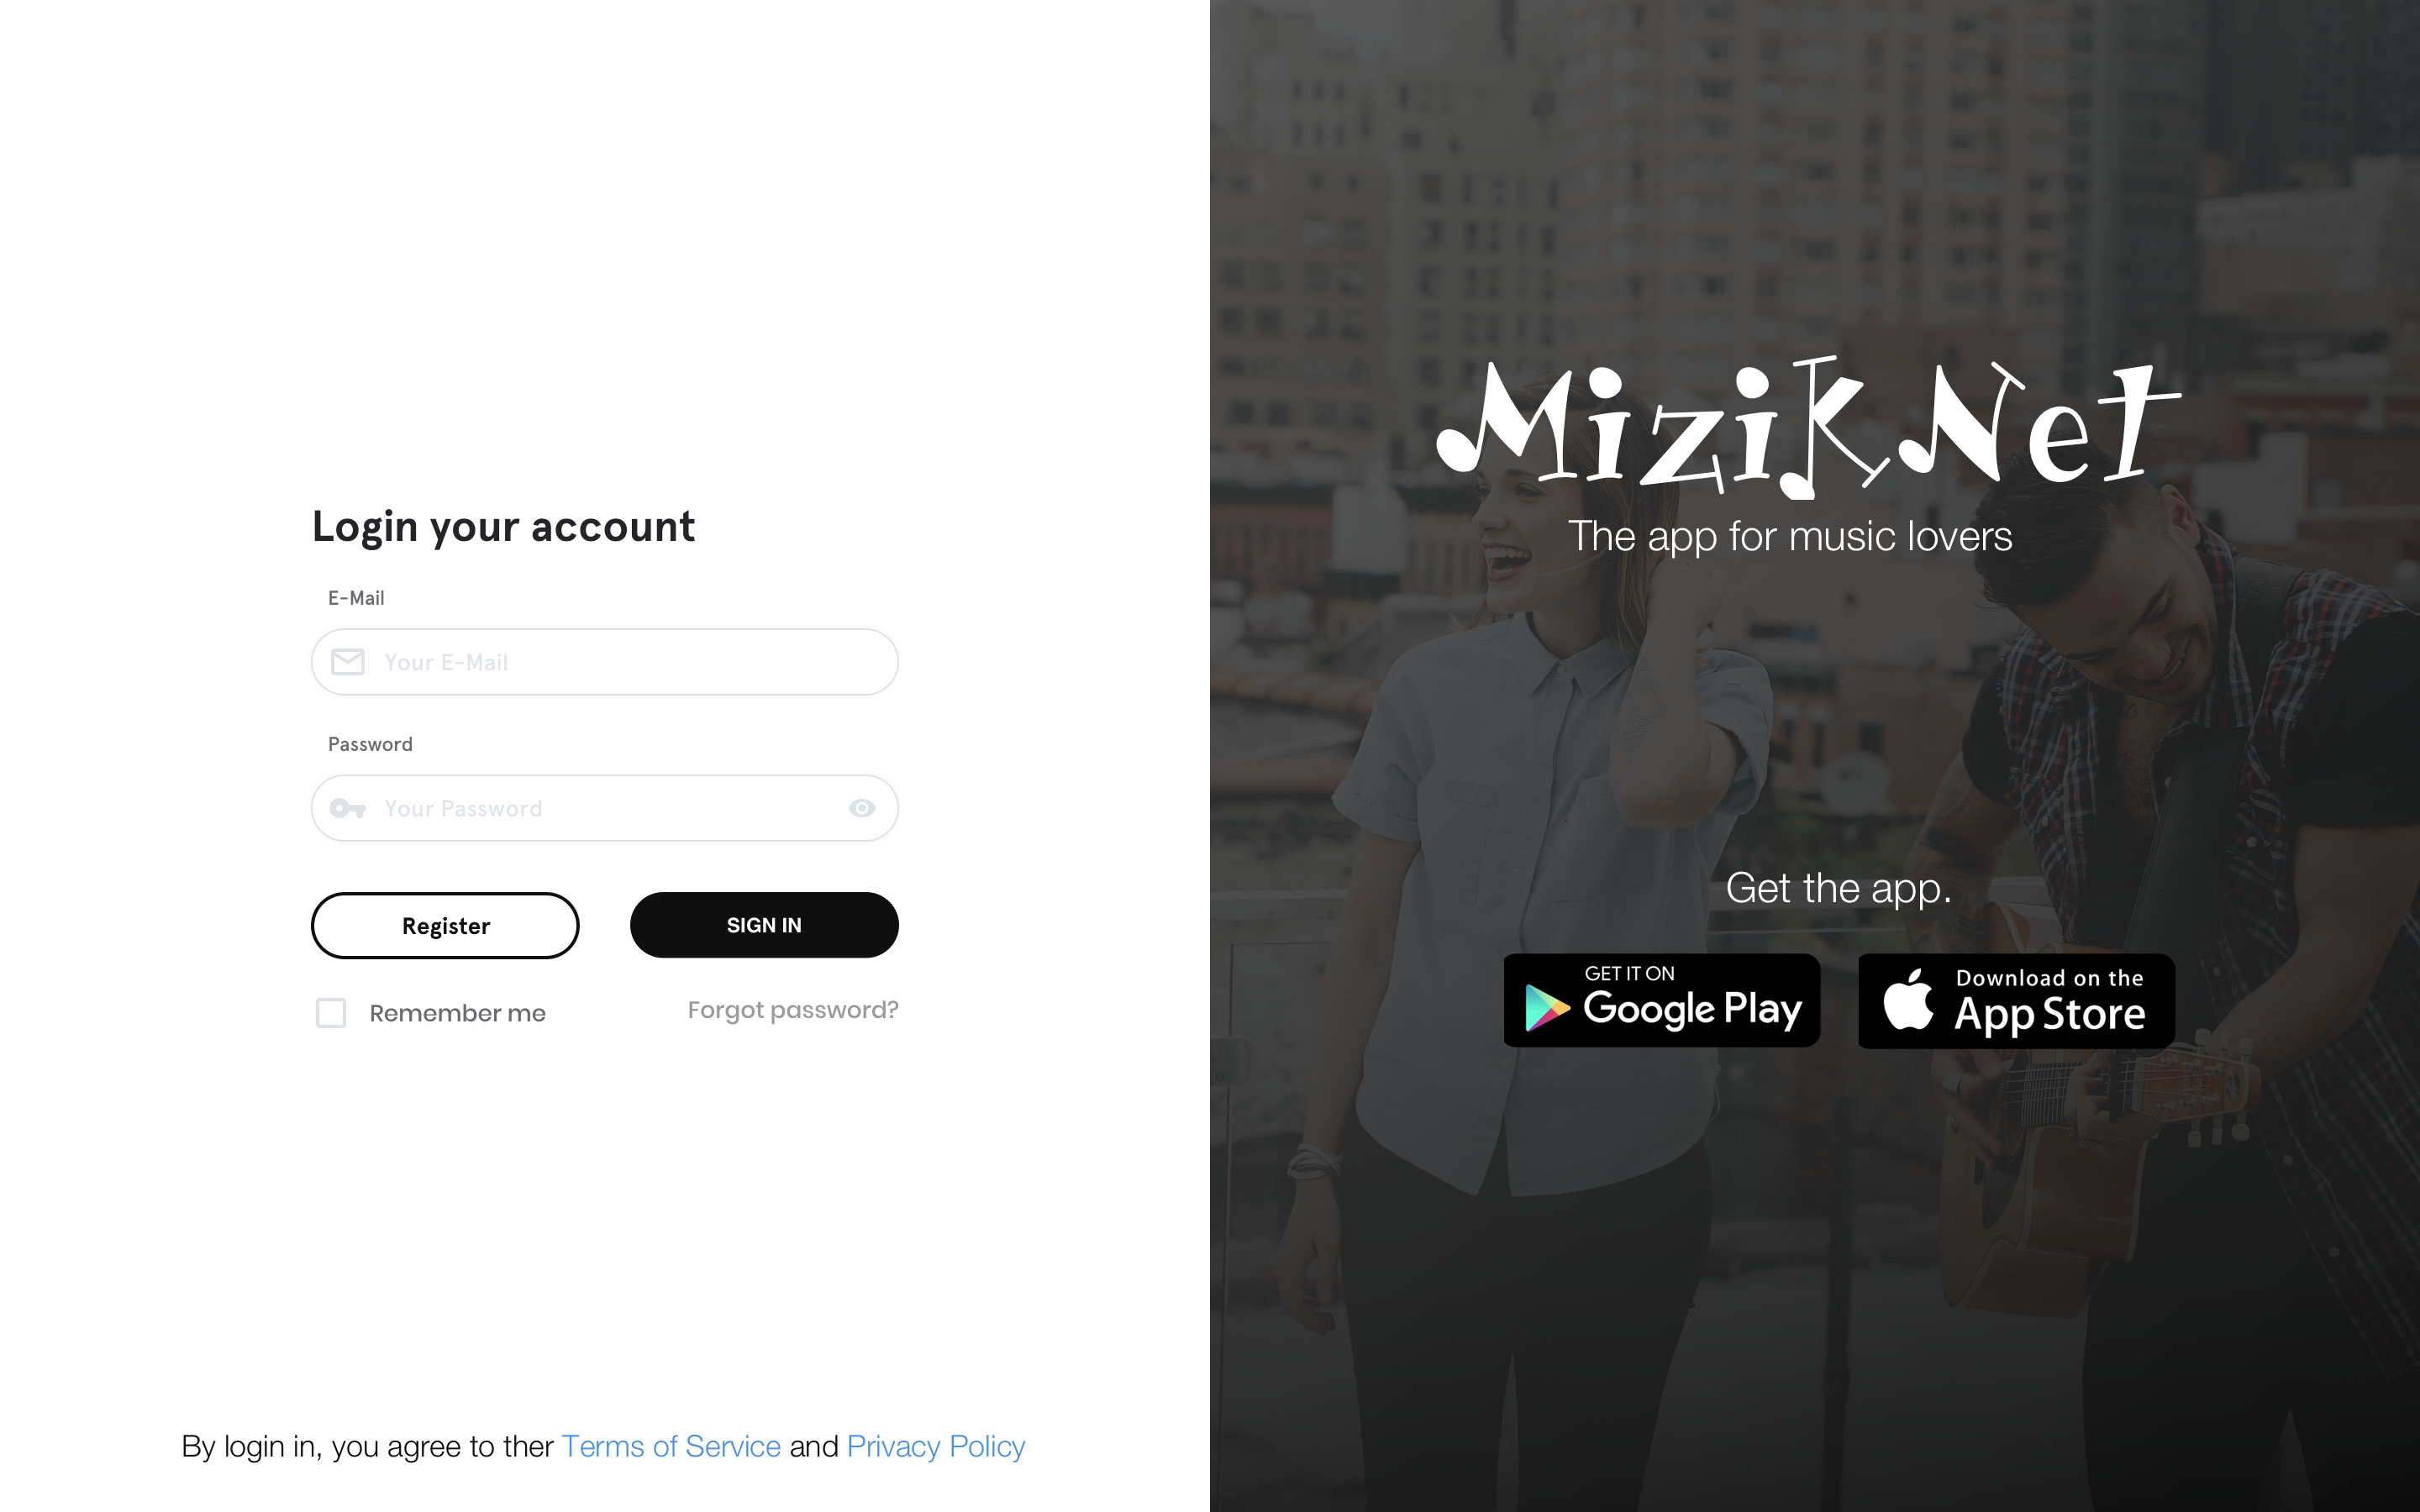 Login your account
E-Mail
Your E-Mail
Password
Your Password
Register
SIGN IN
Remember me
Forgot password?
By login in, you agree to ther Terms of Service and Privacy Policy
MizikNet
The app for music lovers
Get the app.
GET IT ON
Google Play
Download on the
App Store